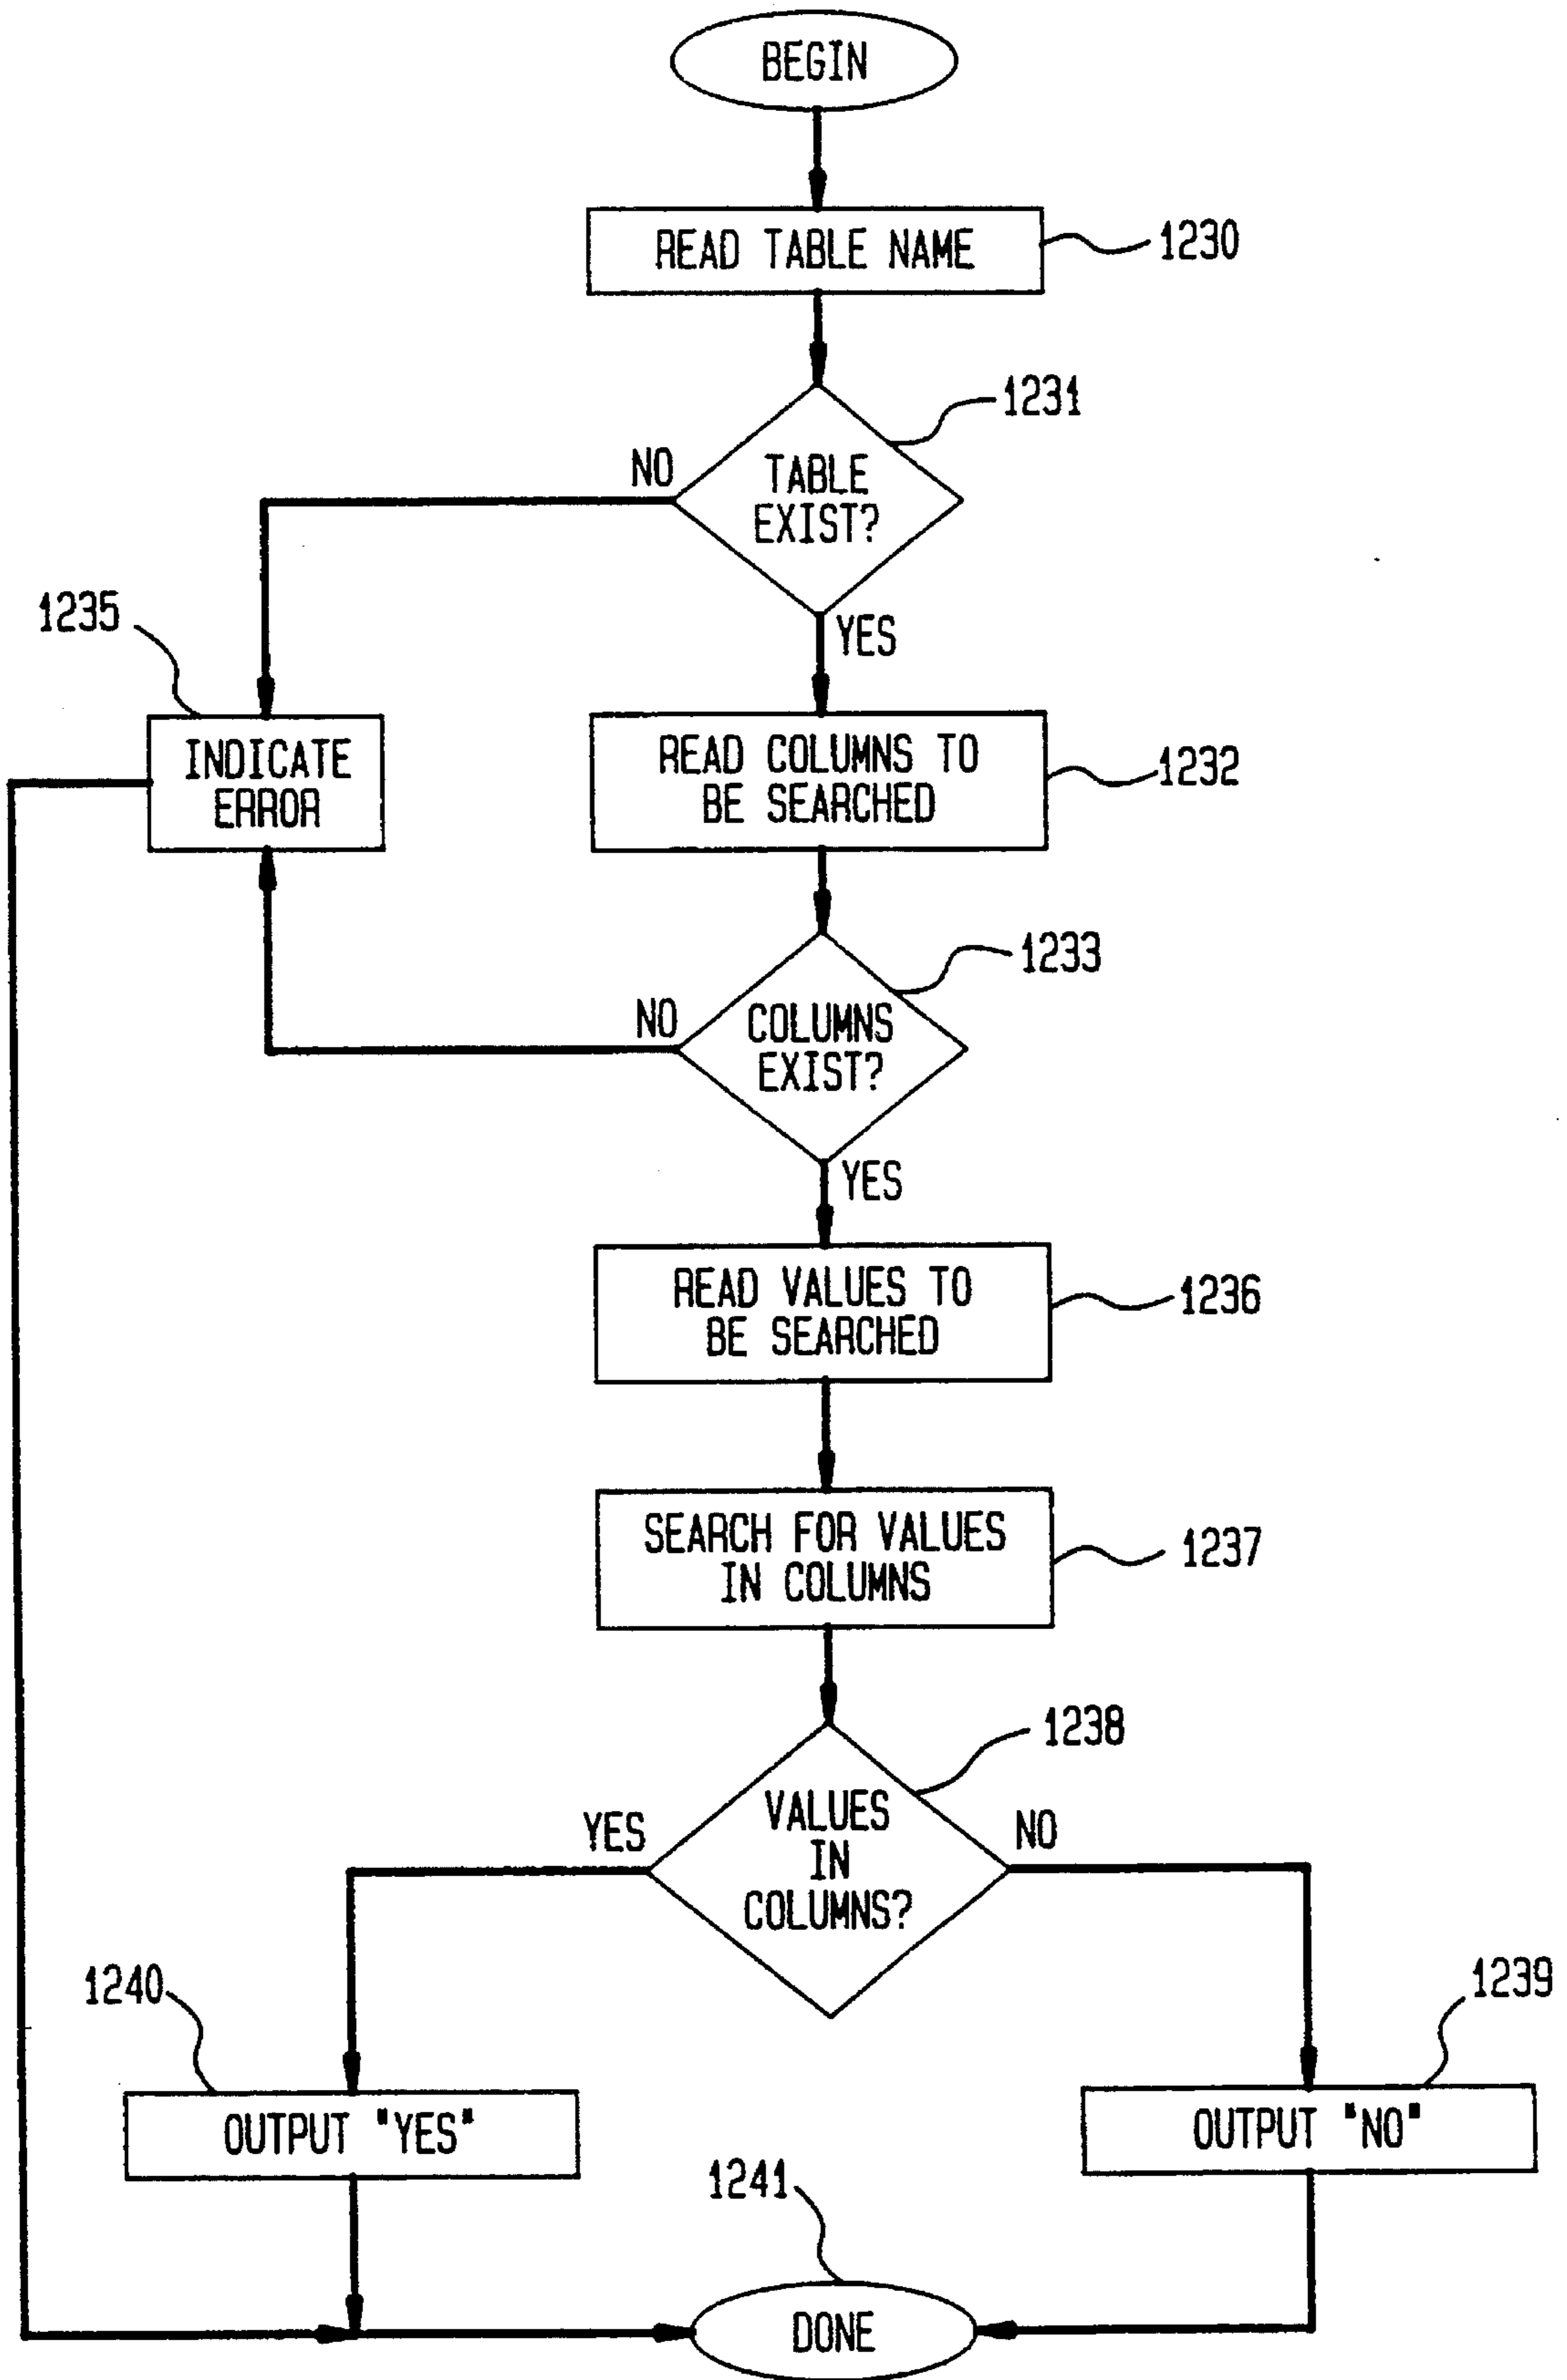 BEGIN
READ TABLE NAME
1230
1231
NO
TABLE
EXIST?
YES
1235
INDICATE
ERROR
READ COLUMNS TO
BE SEARCHED
1232
1233
NO
COLUMNS
EXIST?
YES
READ VALUES TO
BE SEARCHED
1236
SEARCH FOR VALUES
IN COLUMNS
1237
1238
YES
VALUES
IN
COLUMNS?
NO
1240
1239
OUTPUT "YES"
OUTPUT "NO"
1241
DONE